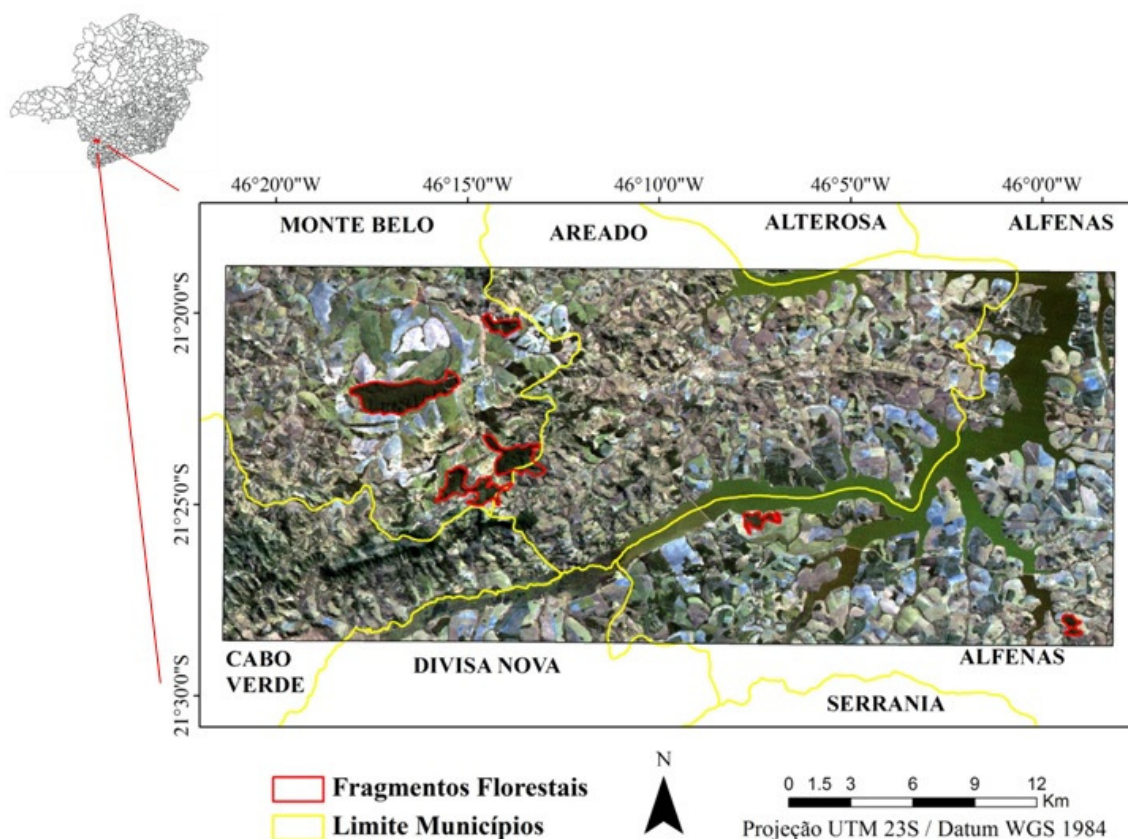 46°20'0"W 46°15'0"W 46°10'0"W 46°5'0"W 46°0'0"W
MONTE BELO AREADO ALTEROSA ALFENAS
21°20'0"S
21°25'0"S
21°30'0"S
CABO
VERDE
DIVISA NOVA
ALFENAS
SERRANIA
N
Fragmentos Florestais
Limite Municípios
0 1.5 3 6 9 12
Km
Projeção UTM 23S / Datum WGS 1984